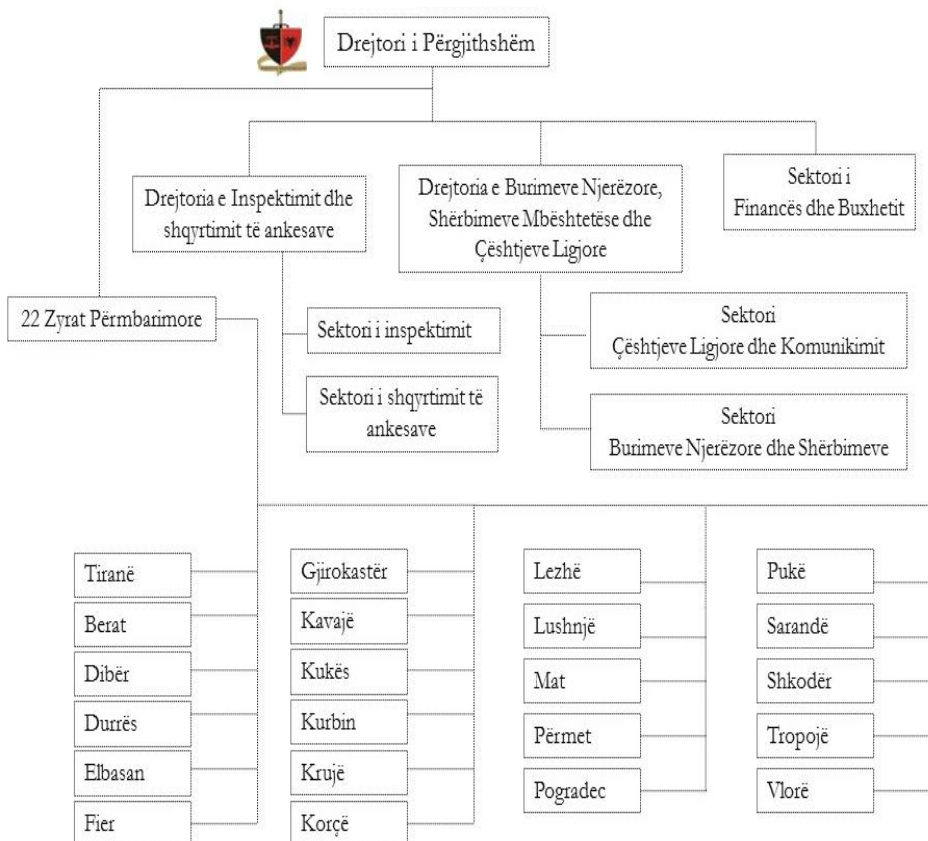 Drejtori i Përgjithshëm
Drejtoria e Inspektimit dhe
shqyrtimit të ankesave
Drejtoria e Burimeve Njerëzore,
Shërbimeve Mbështetëse dhe
Çështjeve Ligjore
Sektori i
Financës dhe Buxhetit
22 Zyrat Përmbarimore
Sektori i inspektimit
Sektori i shqyrtimit të
ankesave
Sektori
Çështjeve Ligjore dhe Komunikimit
Sektori
Burimeve Njerëzore dhe Shërbimeve
Tiranë
Berat
Dibër
Durrës
Elbasan
Fier
Gjirokastër
Kavajë
Kukës
Kurbin
Krujë
Korçë
Lezhë
Lushnjë
Mat
Përmet
Pogradec
Pukë
Sarandë
Shkodër
Tropojë
Vlorë